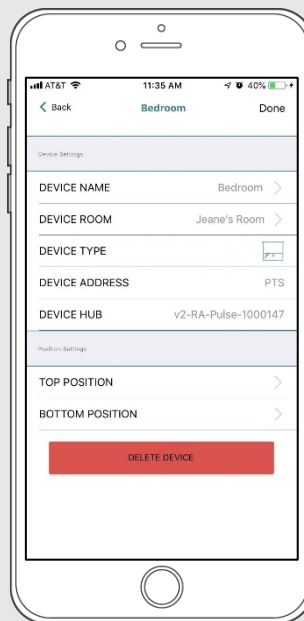 AT&T 11:35 AM 40%
Back Bedroom Done
Device Settings
DEVICE NAME Bedroom
DEVICE ROOM Jeane's Room
DEVICE TYPE
DEVICE ADDRESS PTS
DEVICE HUB v2-RA-Pulse-1000147
Position Settings
TOP POSITION
BOTTOM POSITION
DELETE DEVICE